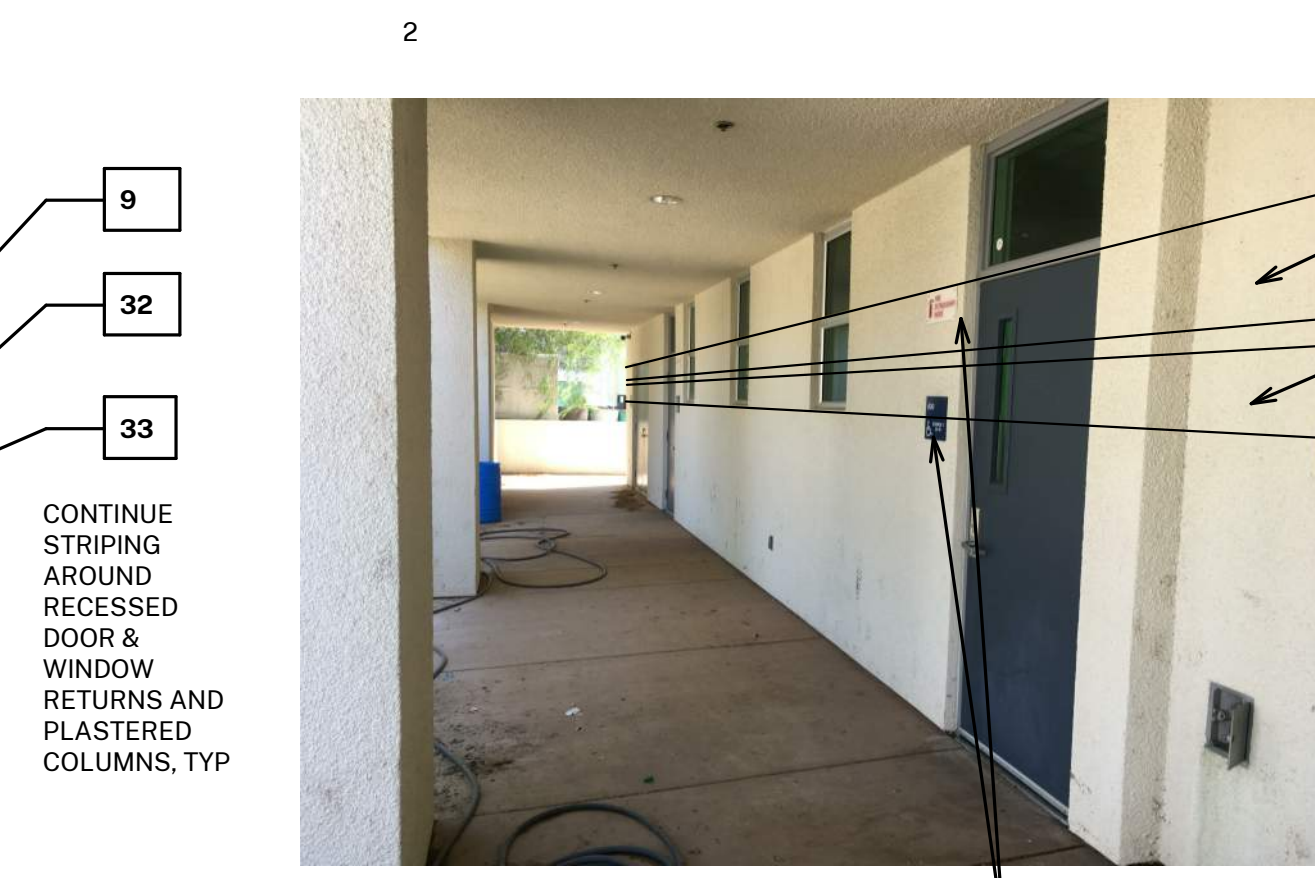 2
9
32
33
CONTINUE
STRIPING
AROUND
RECESSED
DOOR &
WINDOW
RETURNS AND
PLASTERED
COLUMNS, TYP